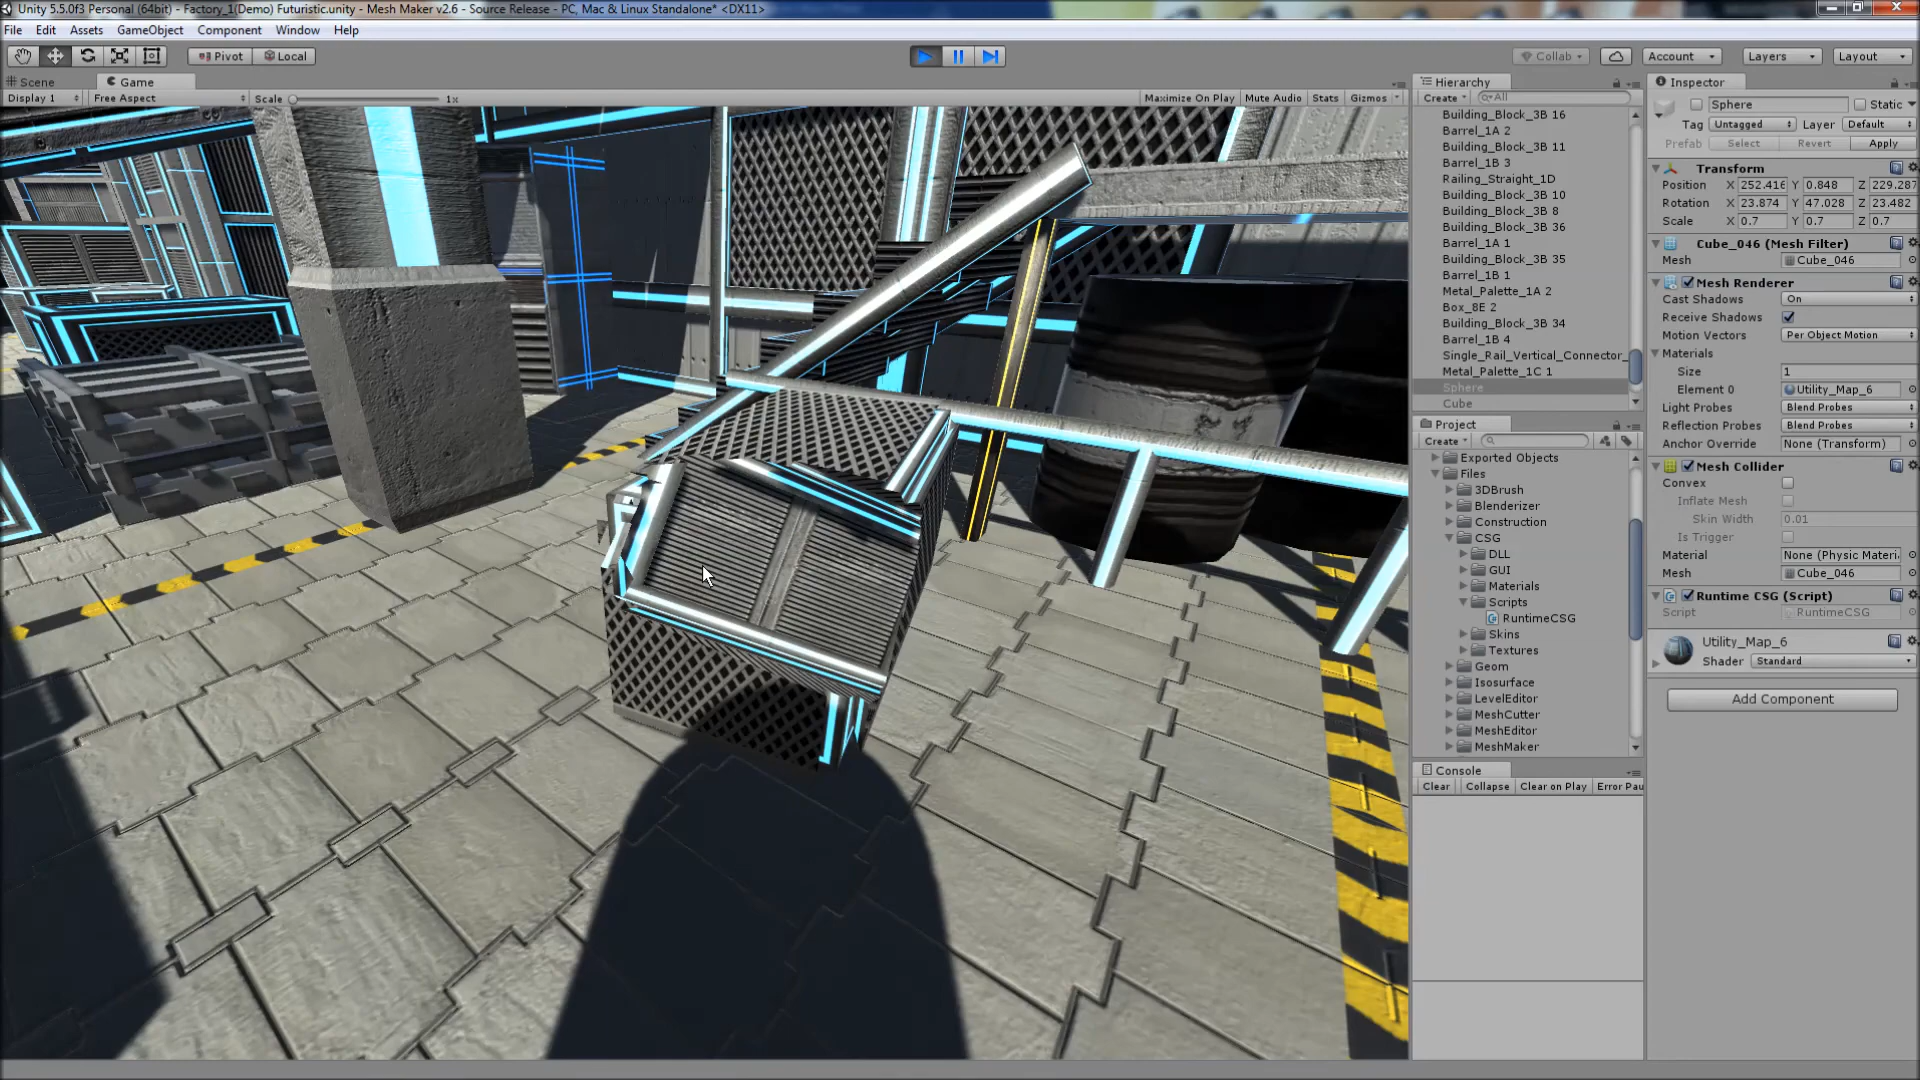 Unity 5.5.0f3 Personal (64bit) - Factory_1(Demo) Futuristic.unity - Mesh Maker v2.6 - Source Release - PC, Mac & Linux Standalone* <DX11>
File Edit Assets GameObject Component Window Help
Pivot Local Collab Account Layers Layout
Scene Game
Display 1 Free Aspect Scale 1x Maximize On Play Mute Audio Stats Gizmos
Hierarchy
Create All
Building_Block_3B 16
Barrel_1A 2
Building_Block_3B 11
Barrel_1B 3
Railing_Straight_1D
Building_Block_3B 10
Building_Block_3B 8
Building_Block_3B 36
Barrel_1A 1
Building_Block_3B 35
Barrel_1B 1
Metal_Palette_1A 2
Box_8E 2
Building_Block_3B 34
Barrel_1B 4
Single_Rail_Vertical_Connector_
Metal_Palette_1C 1
Sphere
Cube
Project
Create
Exported Objects
Files
3DBrush
Blenderizer
Construction
CSG
DLL
GUI
Materials
Scripts
RuntimeCSG
Skins
Textures
Geom
Isosurface
LevelEditor
MeshCutter
MeshEditor
MeshMaker
Console
Clear Collapse Clear on Play Error Pau
Inspector
Sphere Static
Tag Untagged Layer Default
Prefab Select Revert Apply
Transform
Position X 252.416 Y 0.848 Z 229.287
Rotation X 23.874 Y 47.028 Z 23.482
Scale X 0.7 Y 0.7 Z 0.7
Cube_046 (Mesh Filter)
Mesh Cube_046
Mesh Renderer
Cast Shadows On
Receive Shadows
Motion Vectors Per Object Motion
Materials
Size 1
Element 0 Utility_Map_6
Light Probes Blend Probes
Reflection Probes Blend Probes
Anchor Override None (Transform)
Mesh Collider
Convex
Inflate Mesh
Skin Width 0.01
Is Trigger
Material None (Physic Materi
Mesh Cube_046
Runtime CSG (Script)
Script RuntimeCSG
Utility_Map_6
Shader Standard
Add Component